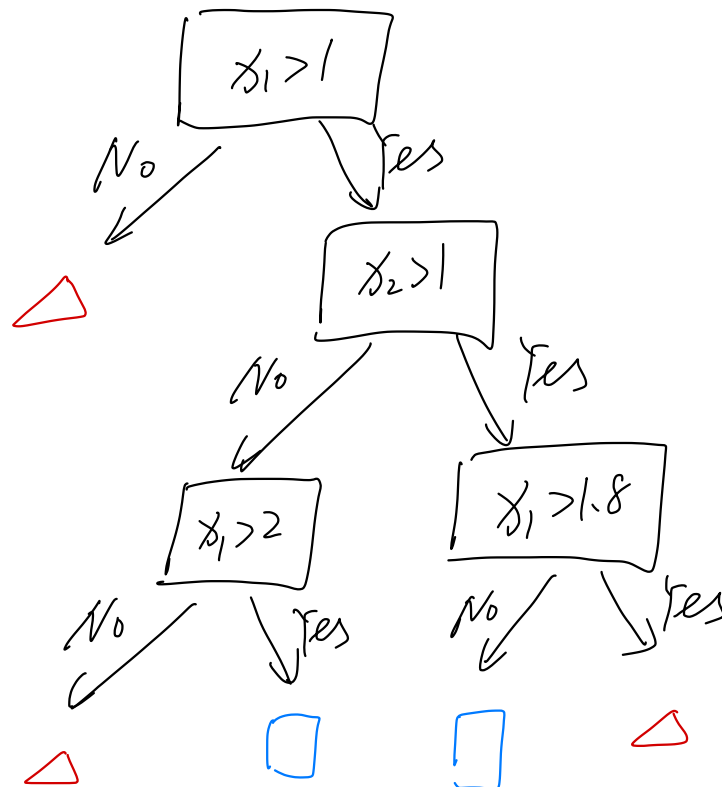 x₁>1
No Yes
x₂>1
No Yes
x₁>2 x₁>1.8
No Yes No Yes